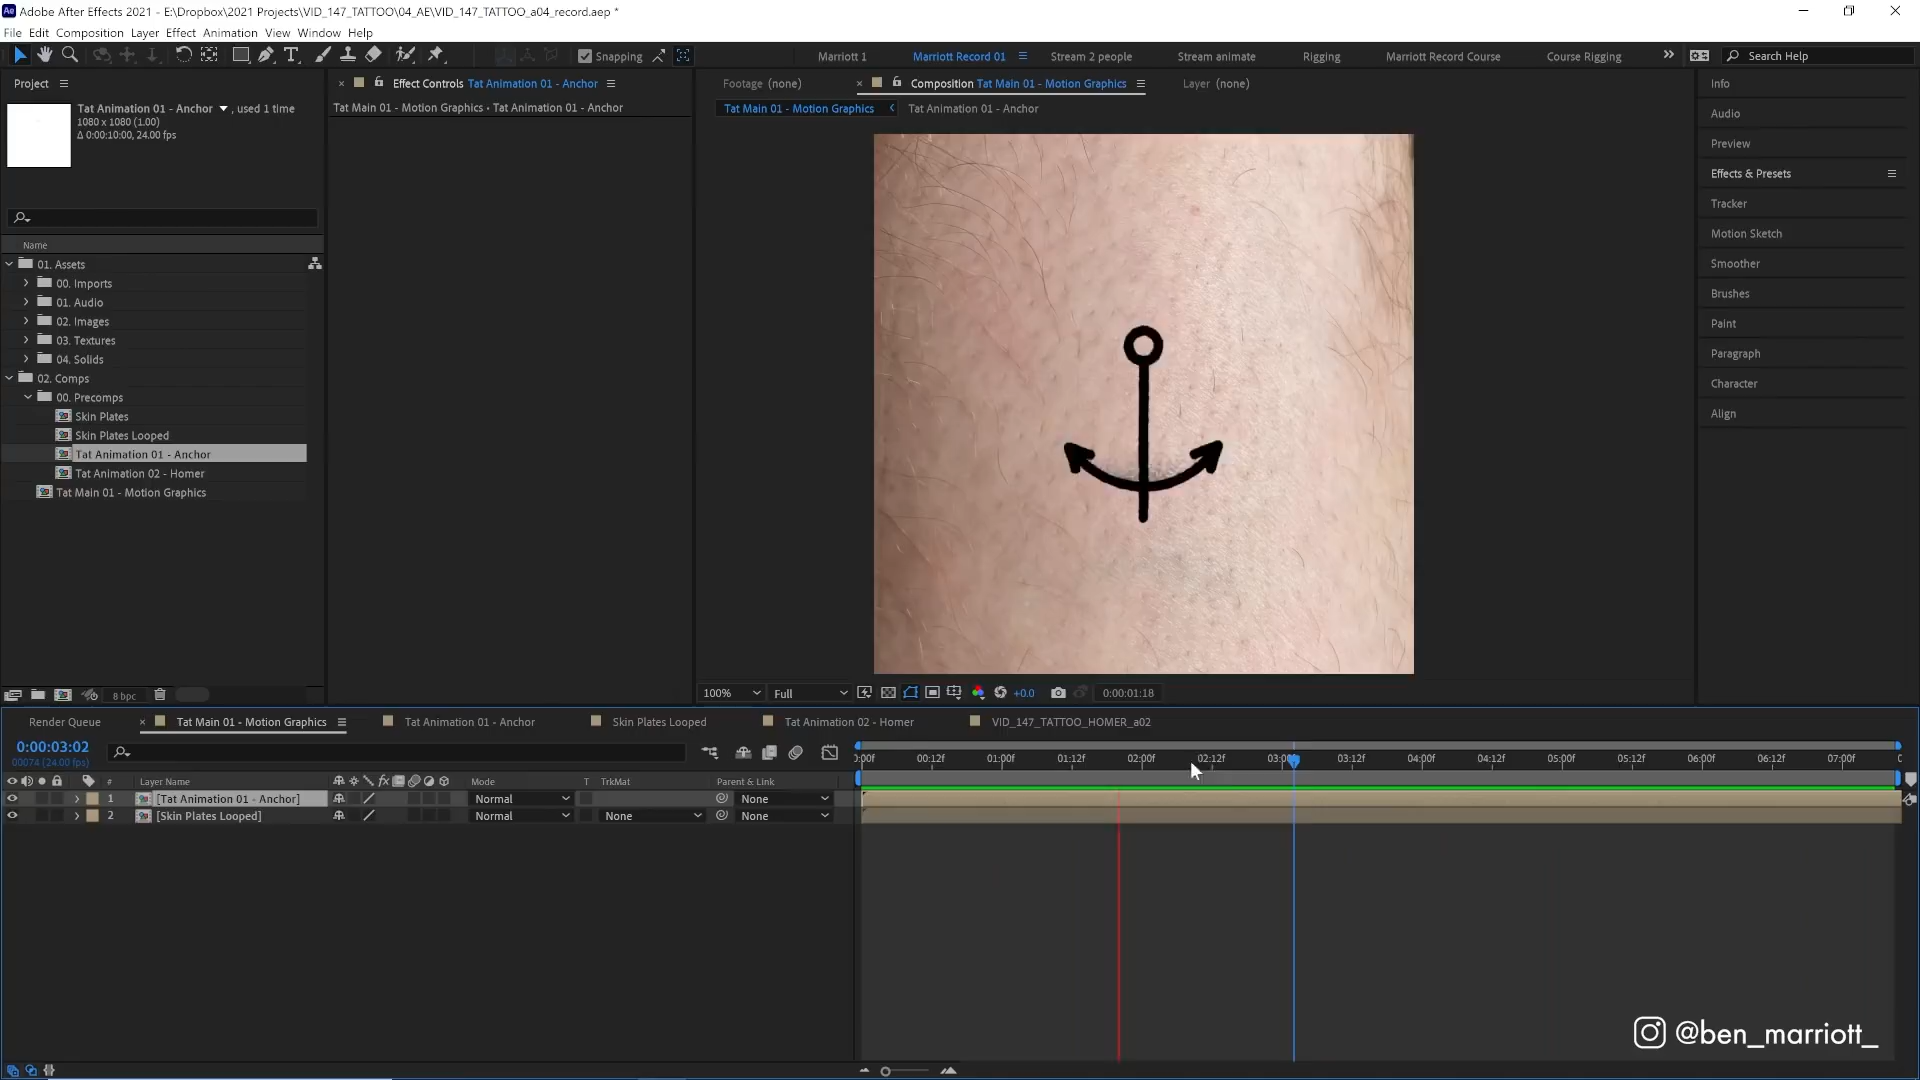 Adobe After Effects 2021 - E:\Dropbox\2021 Projects\VID_147_TATTOO\04_AE\VID_147_TATTOO_a04_record.aep *
File Edit Composition Layer Effect Animation View Window Help
Snapping
Marriott 1
Marriott Record 01
Stream 2 people
Stream animate
Rigging
Marriott Record Course
Course Rigging
Search Help
Project
Tat Animation 01 - Anchor , used 1 time
1080 x 1080 (1.00)
Δ 0:00:10:00, 24.00 fps
Name
01. Assets
00. Imports
01. Audio
02. Images
03. Textures
04. Solids
02. Comps
00. Precomps
Skin Plates
Skin Plates Looped
Tat Animation 01 - Anchor
Tat Animation 02 - Homer
Tat Main 01 - Motion Graphics
8 bpc
Effect Controls Tat Animation 01 - Anchor
Tat Main 01 - Motion Graphics • Tat Animation 01 - Anchor
Footage (none)
Composition Tat Main 01 - Motion Graphics
Layer (none)
Tat Main 01 - Motion Graphics
Tat Animation 01 - Anchor
100%
Full
+0.0
0:00:01:18
Info
Audio
Preview
Effects & Presets
Tracker
Motion Sketch
Smoother
Brushes
Paint
Paragraph
Character
Align
Render Queue
Tat Main 01 - Motion Graphics
Tat Animation 01 - Anchor
Skin Plates Looped
Tat Animation 02 - Homer
VID_147_TATTOO_HOMER_a02
0:00:03:02
00074 (24.00 fps)
# Layer Name
Mode
T TrkMat
Parent & Link
1 [Tat Animation 01 - Anchor] Normal None
2 [Skin Plates Looped] Normal None None
00:12f 01:00f 01:12f 02:00f 02:12f 03:12f 04:00f 04:12f 05:00f 05:12f 06:00f 06:12f 07:00f
@ben_marriott_